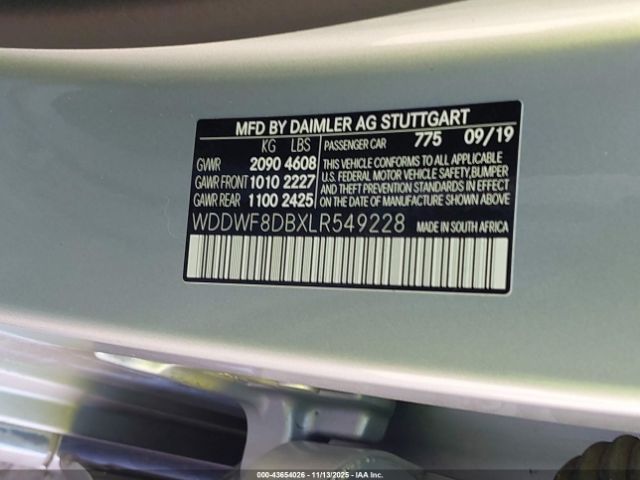 MFD BY DAIMLER AG STUTTGART
KG LBS PASSENGER CAR 775 09/19
GVWR 2090 4608
GAWR FRONT 1010 2227
GAWR REAR 1100 2425
THIS VEHICLE CONFORMS TO ALL APPLICABLE
U.S. FEDERAL MOTOR VEHICLE SAFETY, BUMPER
AND THEFT PREVENTION STANDARDS IN EFFECT
ON THE DATE OF MANUFACTURE SHOWN ABOVE.
WDDWF8DBXLR549228 MADE IN SOUTH AFRICA
000-43654026 - 11/13/2025 - © 2025 IAA Inc.